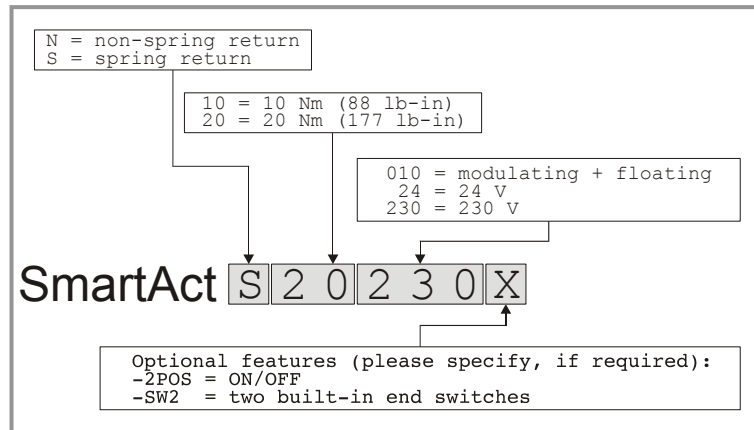 N = non-spring return
S = spring return
10 = 10 Nm (88 lb-in)
20 = 20 Nm (177 lb-in)
010 = modulating + floating
24 = 24 V
230 = 230 V
SmartAct S 2 0 2 3 0 X
Optional features (please specify, if required):
-2POS = ON/OFF
-SW2 = two built-in end switches